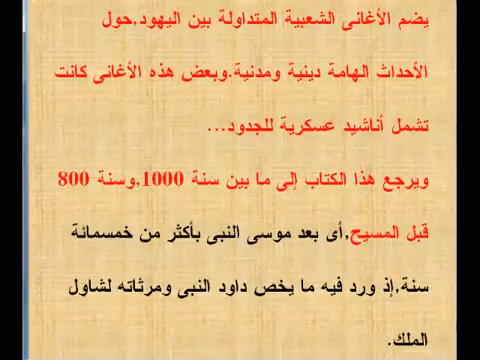 يضم الأغانى الشعبية المتداولة بين اليهود,حول
الأحداث الهامة دينية ومدنية.وبعض هذه الأغانى كانت
تشمل أناشيد عسكرية للجدود...
ويرجع هذا الكتاب إلى ما بين سنة 1000,وسنة 800
قبل المسيح,أى بعد موسى النبى بأكثر من خمسمائة
سنة,إذ ورد فيه ما يخص داود النبى ومرثاته لشاول
الملك.